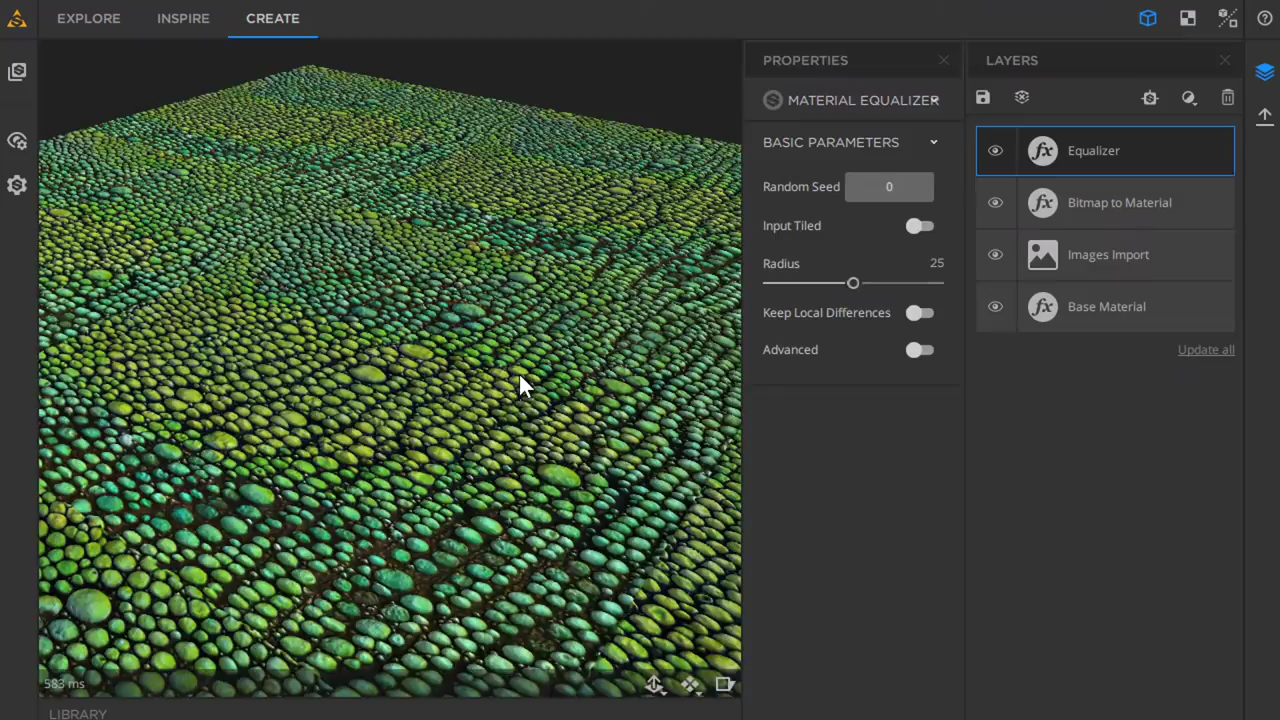 EXPLORE INSPIRE CREATE
PROPERTIES
MATERIAL EQUALIZER
BASIC PARAMETERS
Random Seed 0
Input Tiled
Radius 25
Keep Local Differences
Advanced
LAYERS
Equalizer
Bitmap to Material
Images Import
Base Material
Update all
583 ms
LIBRARY